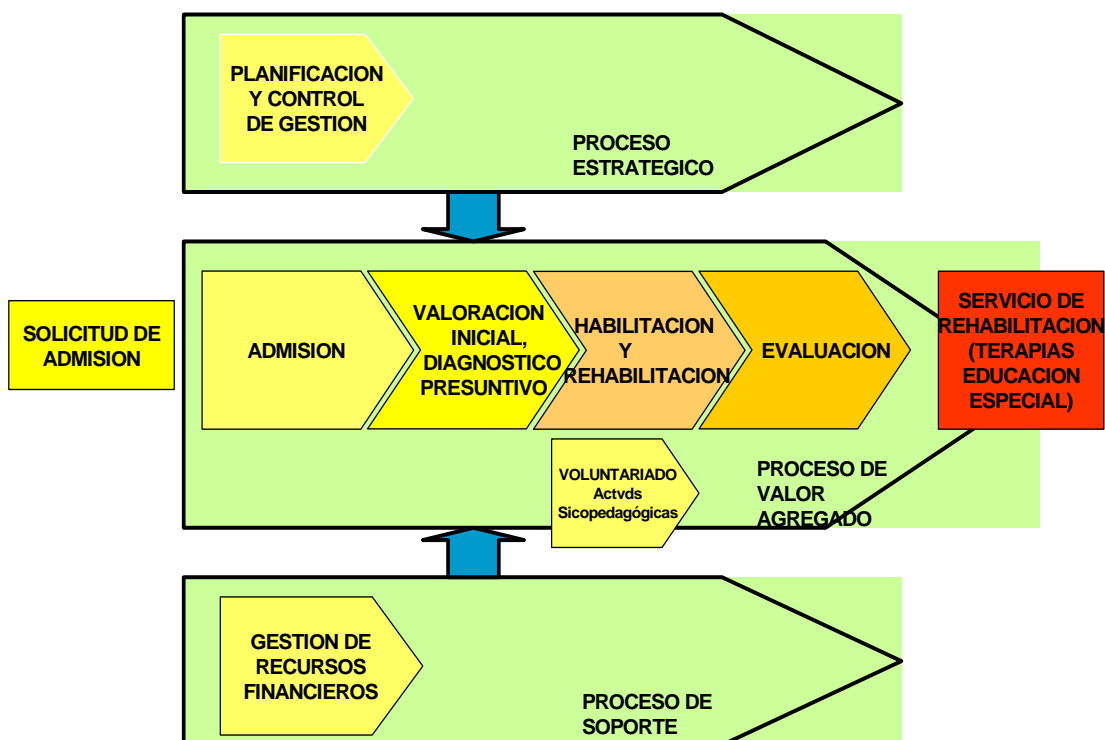 PLANIFICACION
Y CONTROL
DE GESTION
PROCESO
ESTRATEGICO
SOLICITUD DE
ADMISION
ADMISION
VALORACION
INICIAL,
DIAGNOSTICO
PRESUNTIVO
HABILITACION
Y
REHABILITACION
EVALUACION
SERVICIO DE
REHABILITACION
(TERAPIAS
EDUCACION
ESPECIAL)
VOLUNTARIADO
Actvds
Sicopedagógicas
PROCESO DE
VALOR
AGREGADO
GESTION DE
RECURSOS
FINANCIEROS
PROCESO DE
SOPORTE